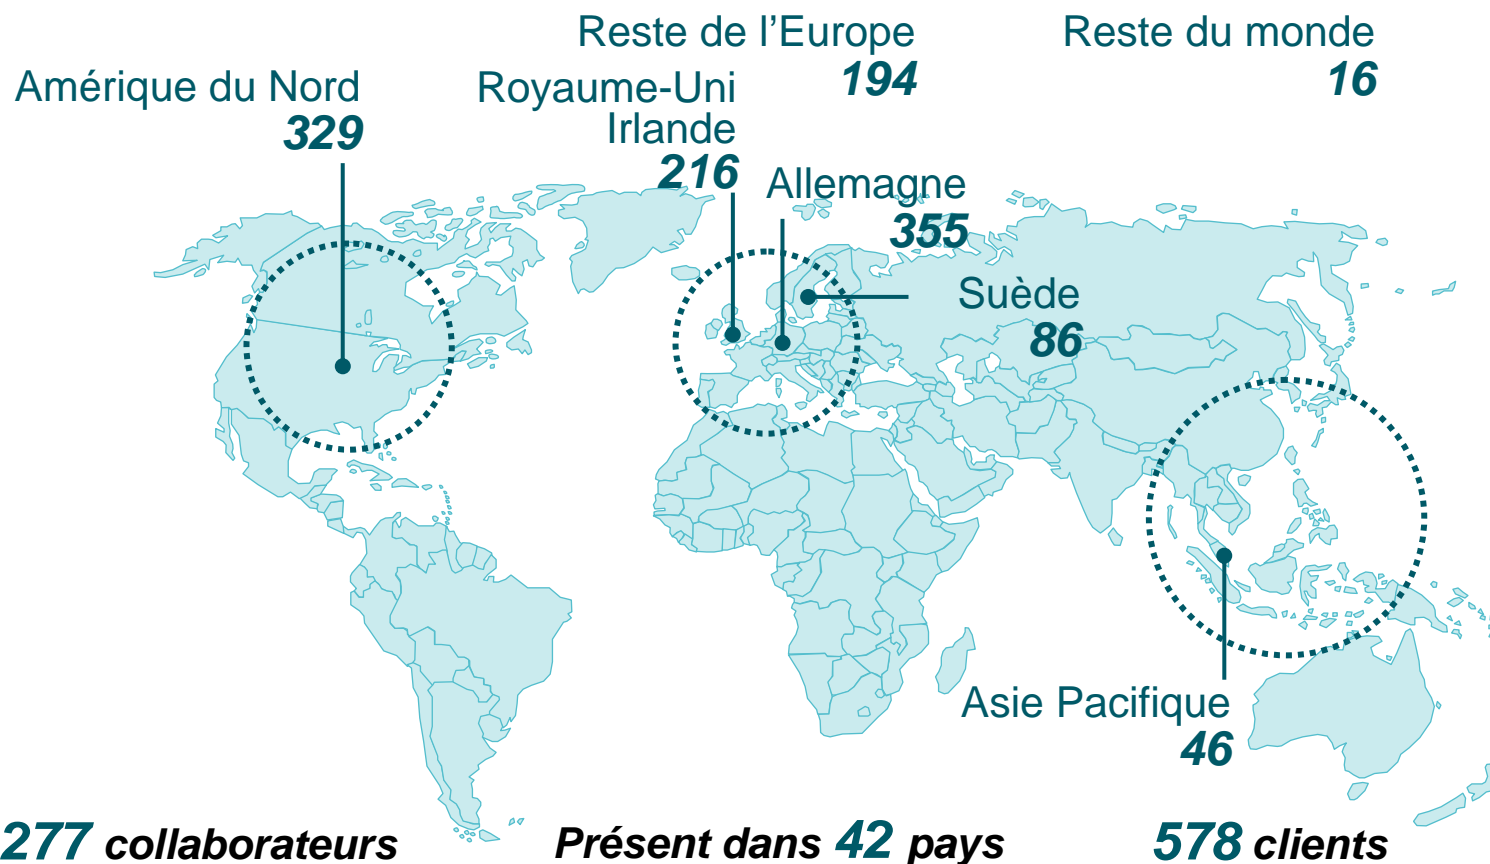 Reste de l’Europe
194
Reste du monde
16
Amérique du Nord
329
Royaume-Uni
Irlande
216
Allemagne
355
Suède
86
Asie Pacifique
46
277 collaborateurs
Présent dans 42 pays
578 clients